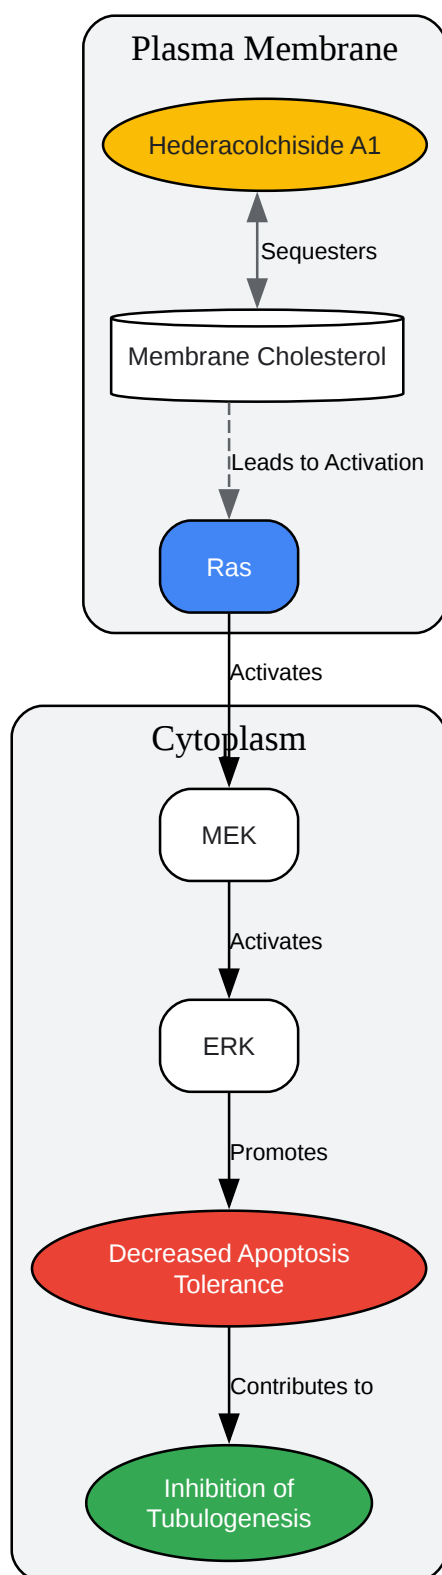 Plasma Membrane
Hederacolchiside A1
Sequesters
Membrane Cholesterol
Leads to Activation
Ras
Activates
Cytoplasm
MEK
Activates
ERK
Promotes
Decreased Apoptosis
Tolerance
Contributes to
Inhibition of
Tubulogenesis